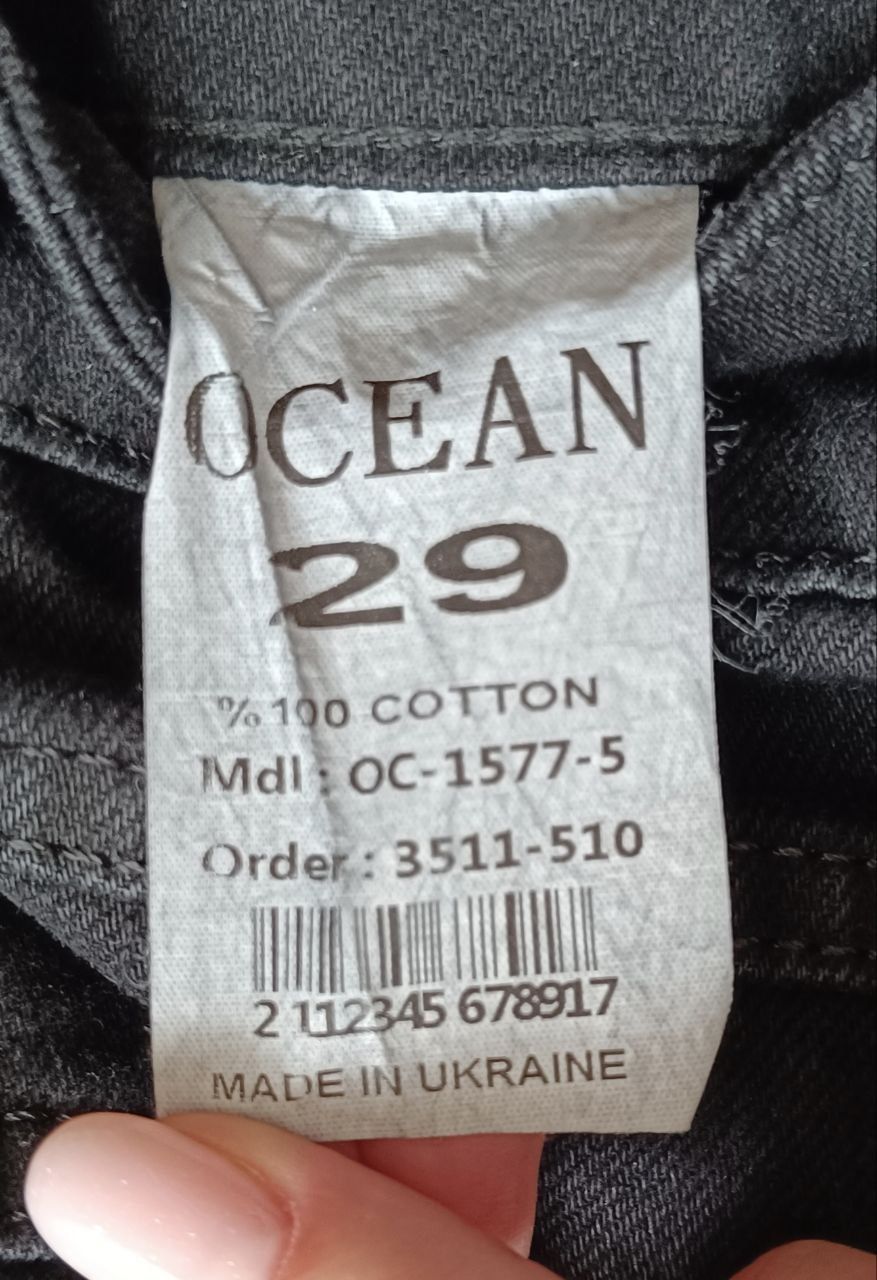 OCEAN
29
% 100 COTTON
Mdl : OC-1577-5
Order : 3511-510
2 112345 678917
MADE IN UKRAINE